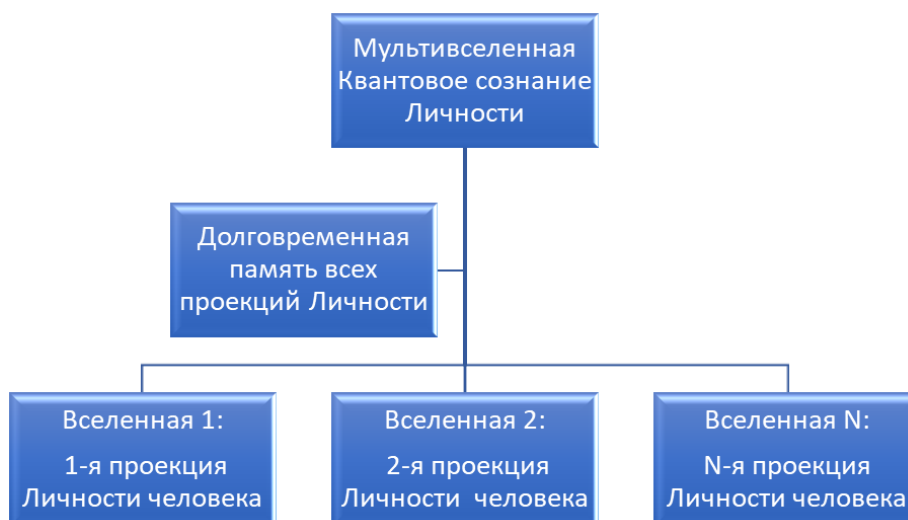 Мультивселенная
Квантовое сознание
Личности
Долговременная
память всех
проекций Личности
Вселенная 1:
1-я проекция
Личности человека
Вселенная 2:
2-я проекция
Личности человека
Вселенная N:
N-я проекция
Личности человека